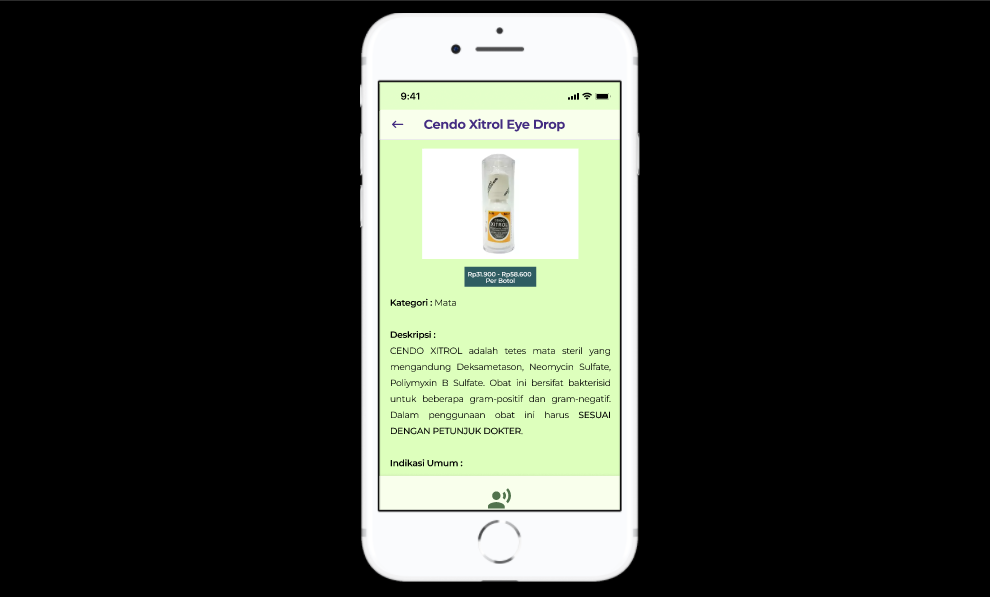 9:41
Cendo Xitrol Eye Drop
XITROL
Rp31.900 - Rp58.600
Per Botol
Kategori : Mata
Deskripsi :
CENDO XITROL adalah tetes mata steril yang
mengandung Deksametason, Neomycin Sulfate,
Poliymyxin B Sulfate. Obat ini bersifat bakterisid
untuk beberapa gram-positif dan gram-negatif.
Dalam penggunaan obat ini harus SESUAI
DENGAN PETUNJUK DOKTER.
Indikasi Umum :